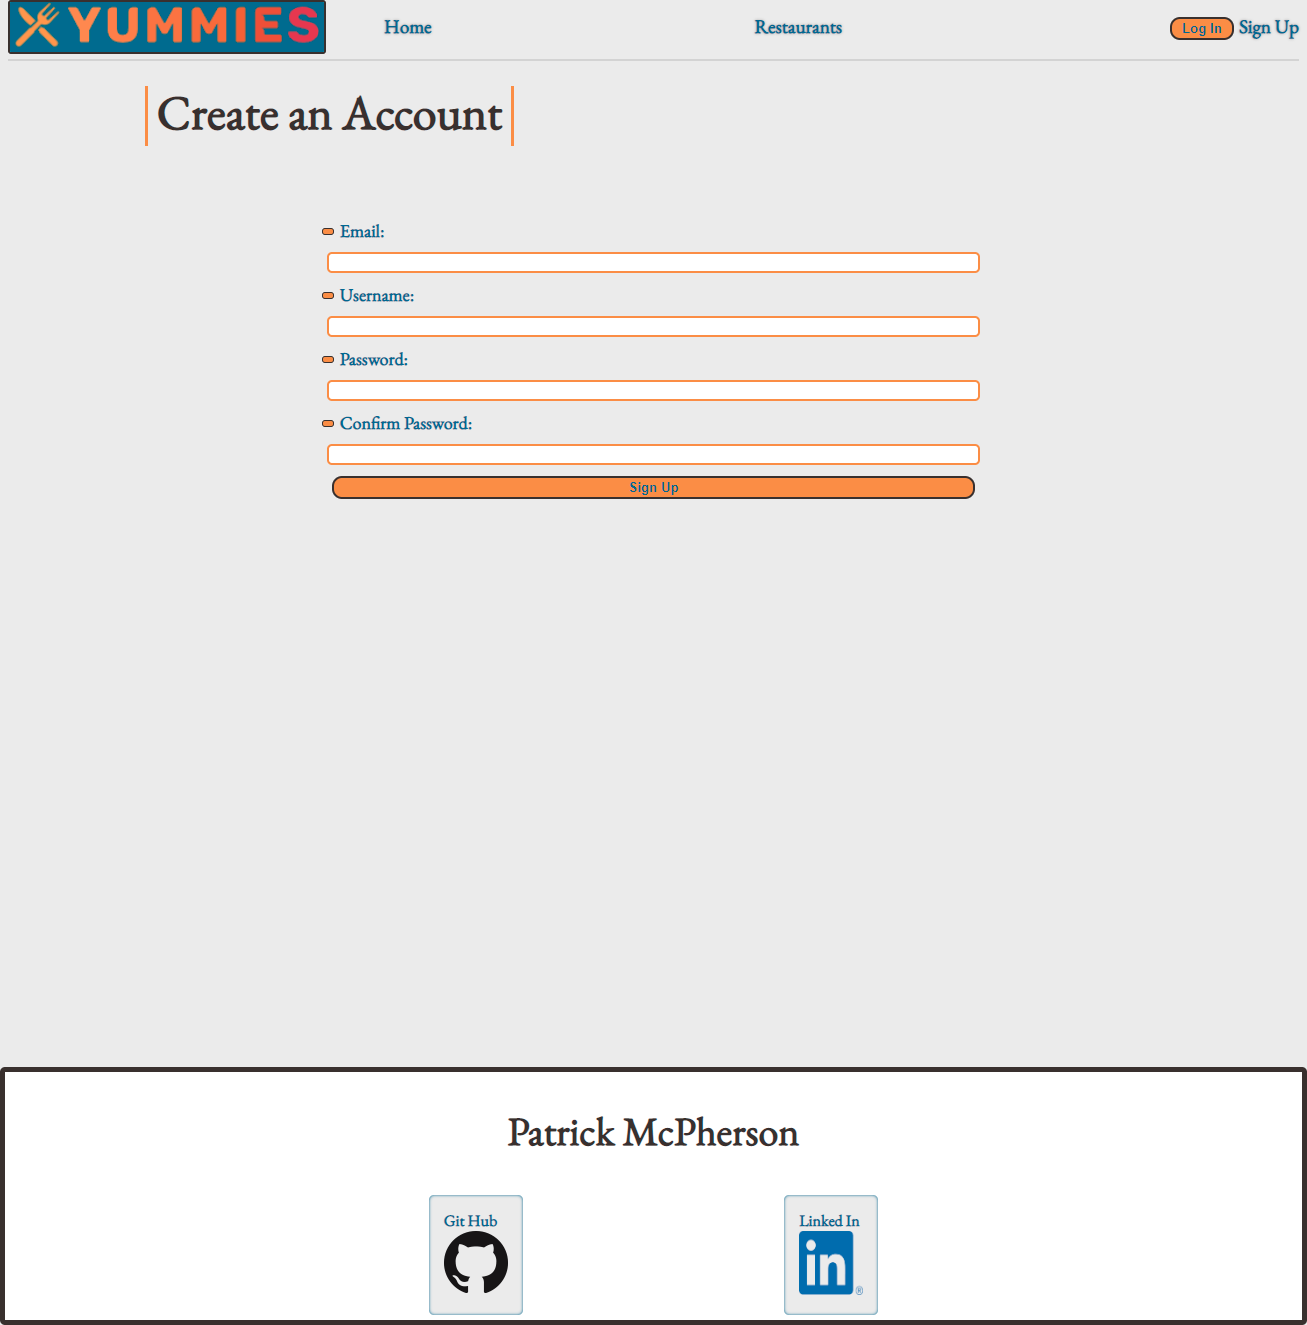 YUMMIES
Home
Restaurants
Log In
Sign Up
Create an Account
Email:
Username:
Password:
Confirm Password:
Sign Up
Patrick McPherson
Git Hub
Linked In
in
®